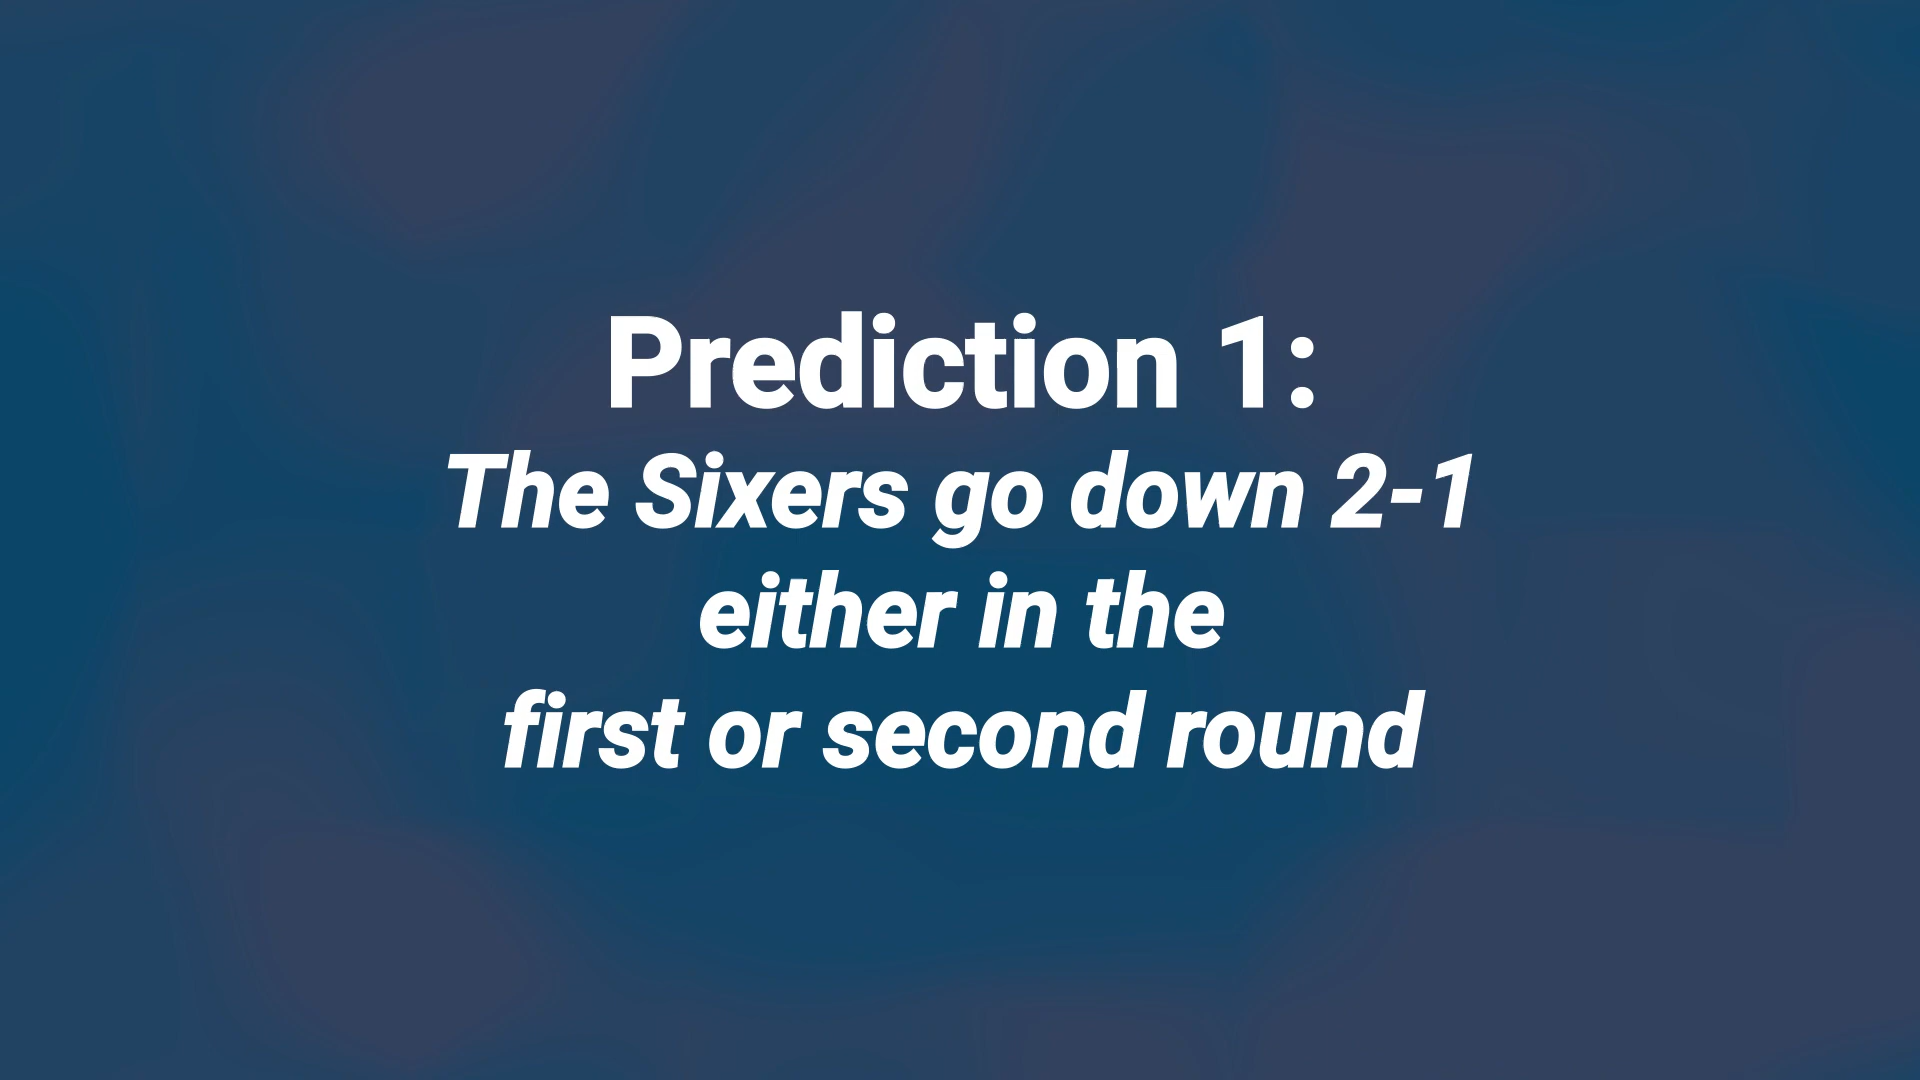 Prediction 1:
The Sixers go down 2-1
either in the
first or second round